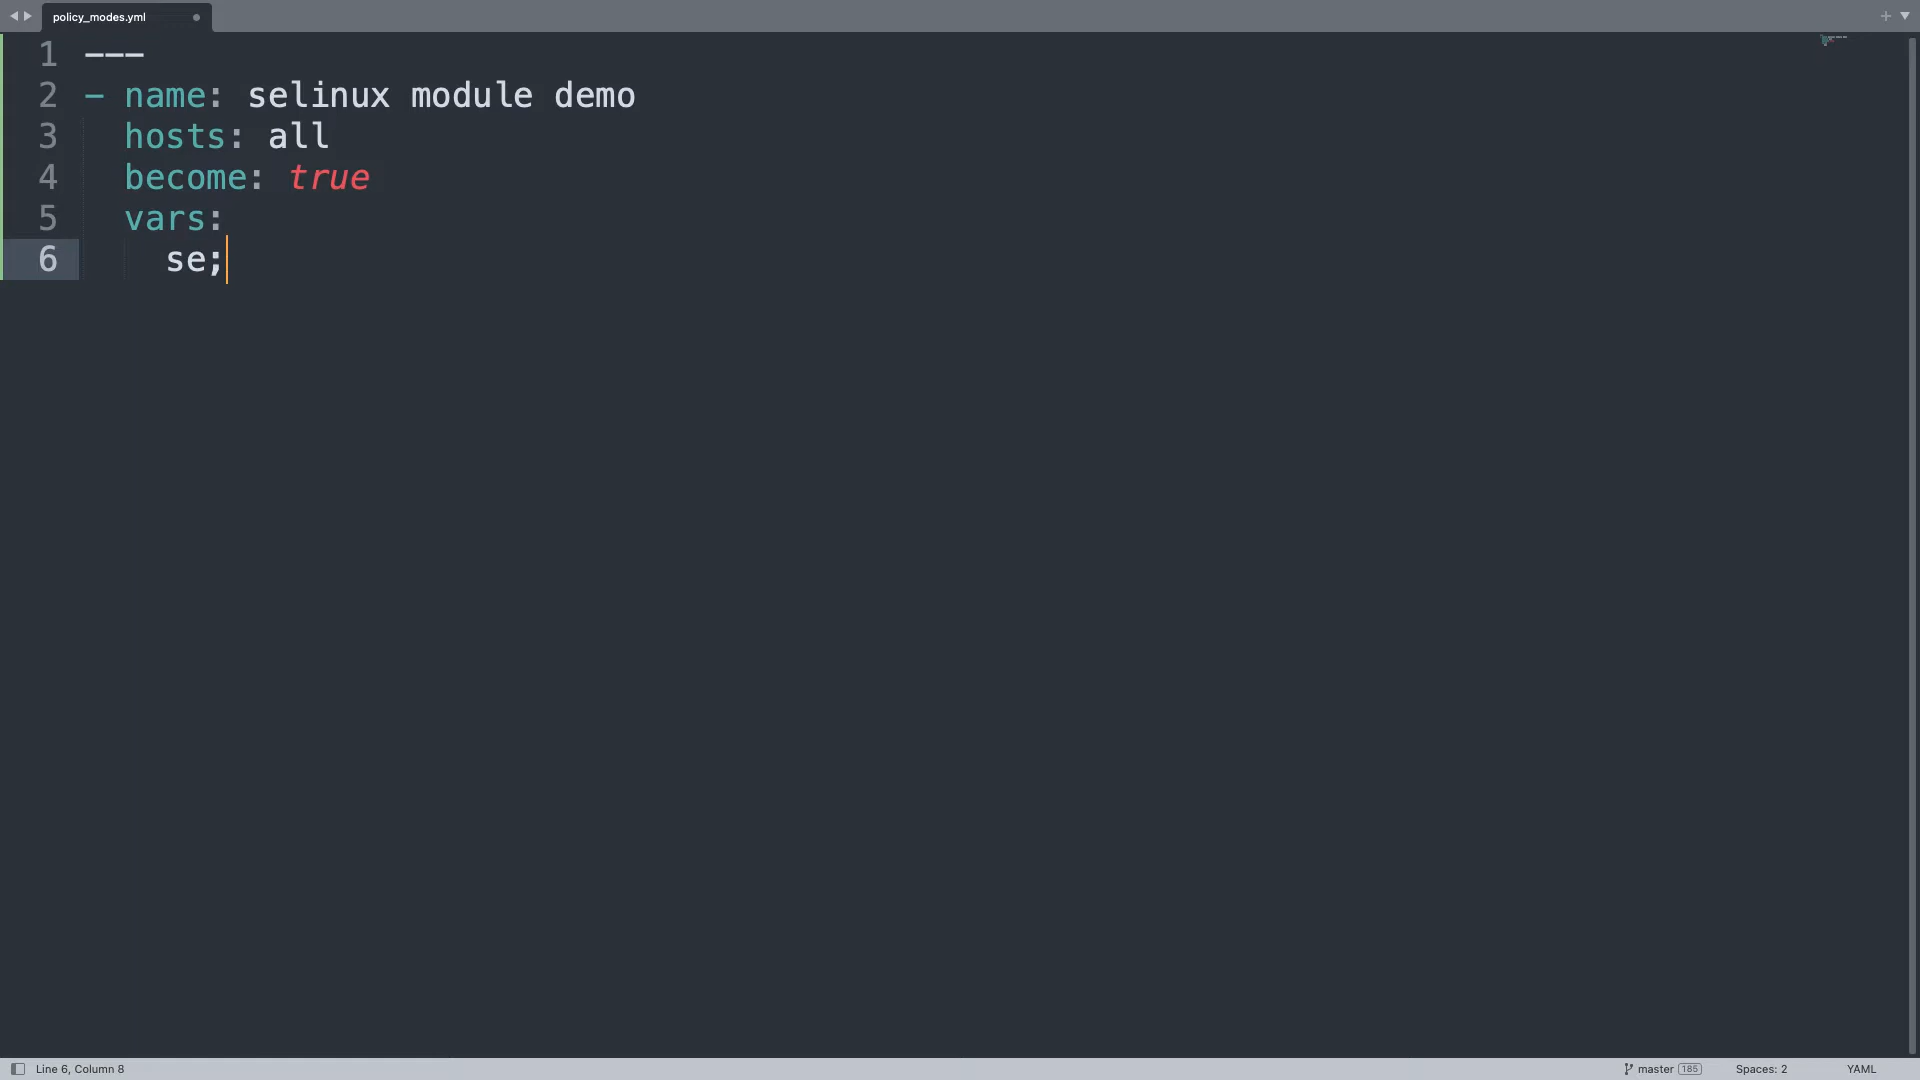 policy_modes.yml
1 ---
2 - name: selinux module demo
3 hosts: all
4 become: true
5 vars:
6 se;
Line 6, Column 8
master 185
Spaces: 2
YAML